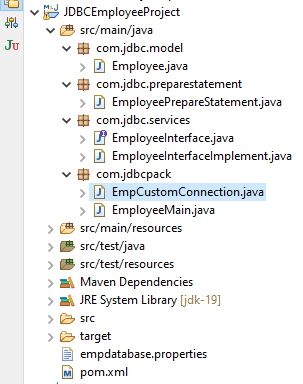 JDBCEmployeeProject
src/main/java
com.jdbc.model
Employee.java
com.jdbc.preparestatement
EmployeePrepareStatement.java
com.jdbc.services
EmployeeInterface.java
EmployeeInterfaceImplement.java
com.jdbcpack
EmpCustomConnection.java
EmployeeMain.java
src/main/resources
src/test/java
src/test/resources
Maven Dependencies
JRE System Library [jdk-19]
src
target
empdatabase.properties
pom.xml